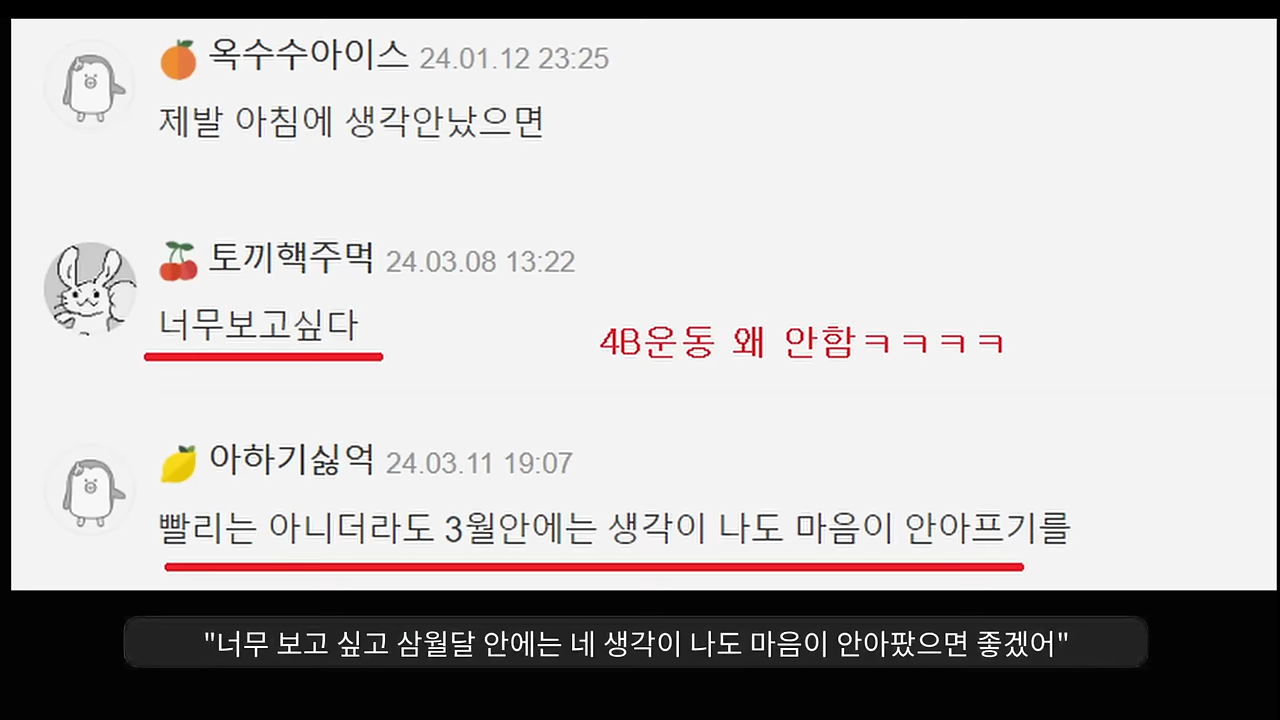 옥수수아이스 24.01.12 23:25
제발 아침에 생각안났으면
토끼핵주먹 24.03.08 13:22
너무보고싶다
4B운동 왜 안함ㅋㅋㅋㅋ
아하기싫억 24.03.11 19:07
빨리는 아니더라도 3월안에는 생각이 나도 마음이 안아프기를
"너무 보고 싶고 삼월달 안에는 네 생각이 나도 마음이 안아팠으면 좋겠어"